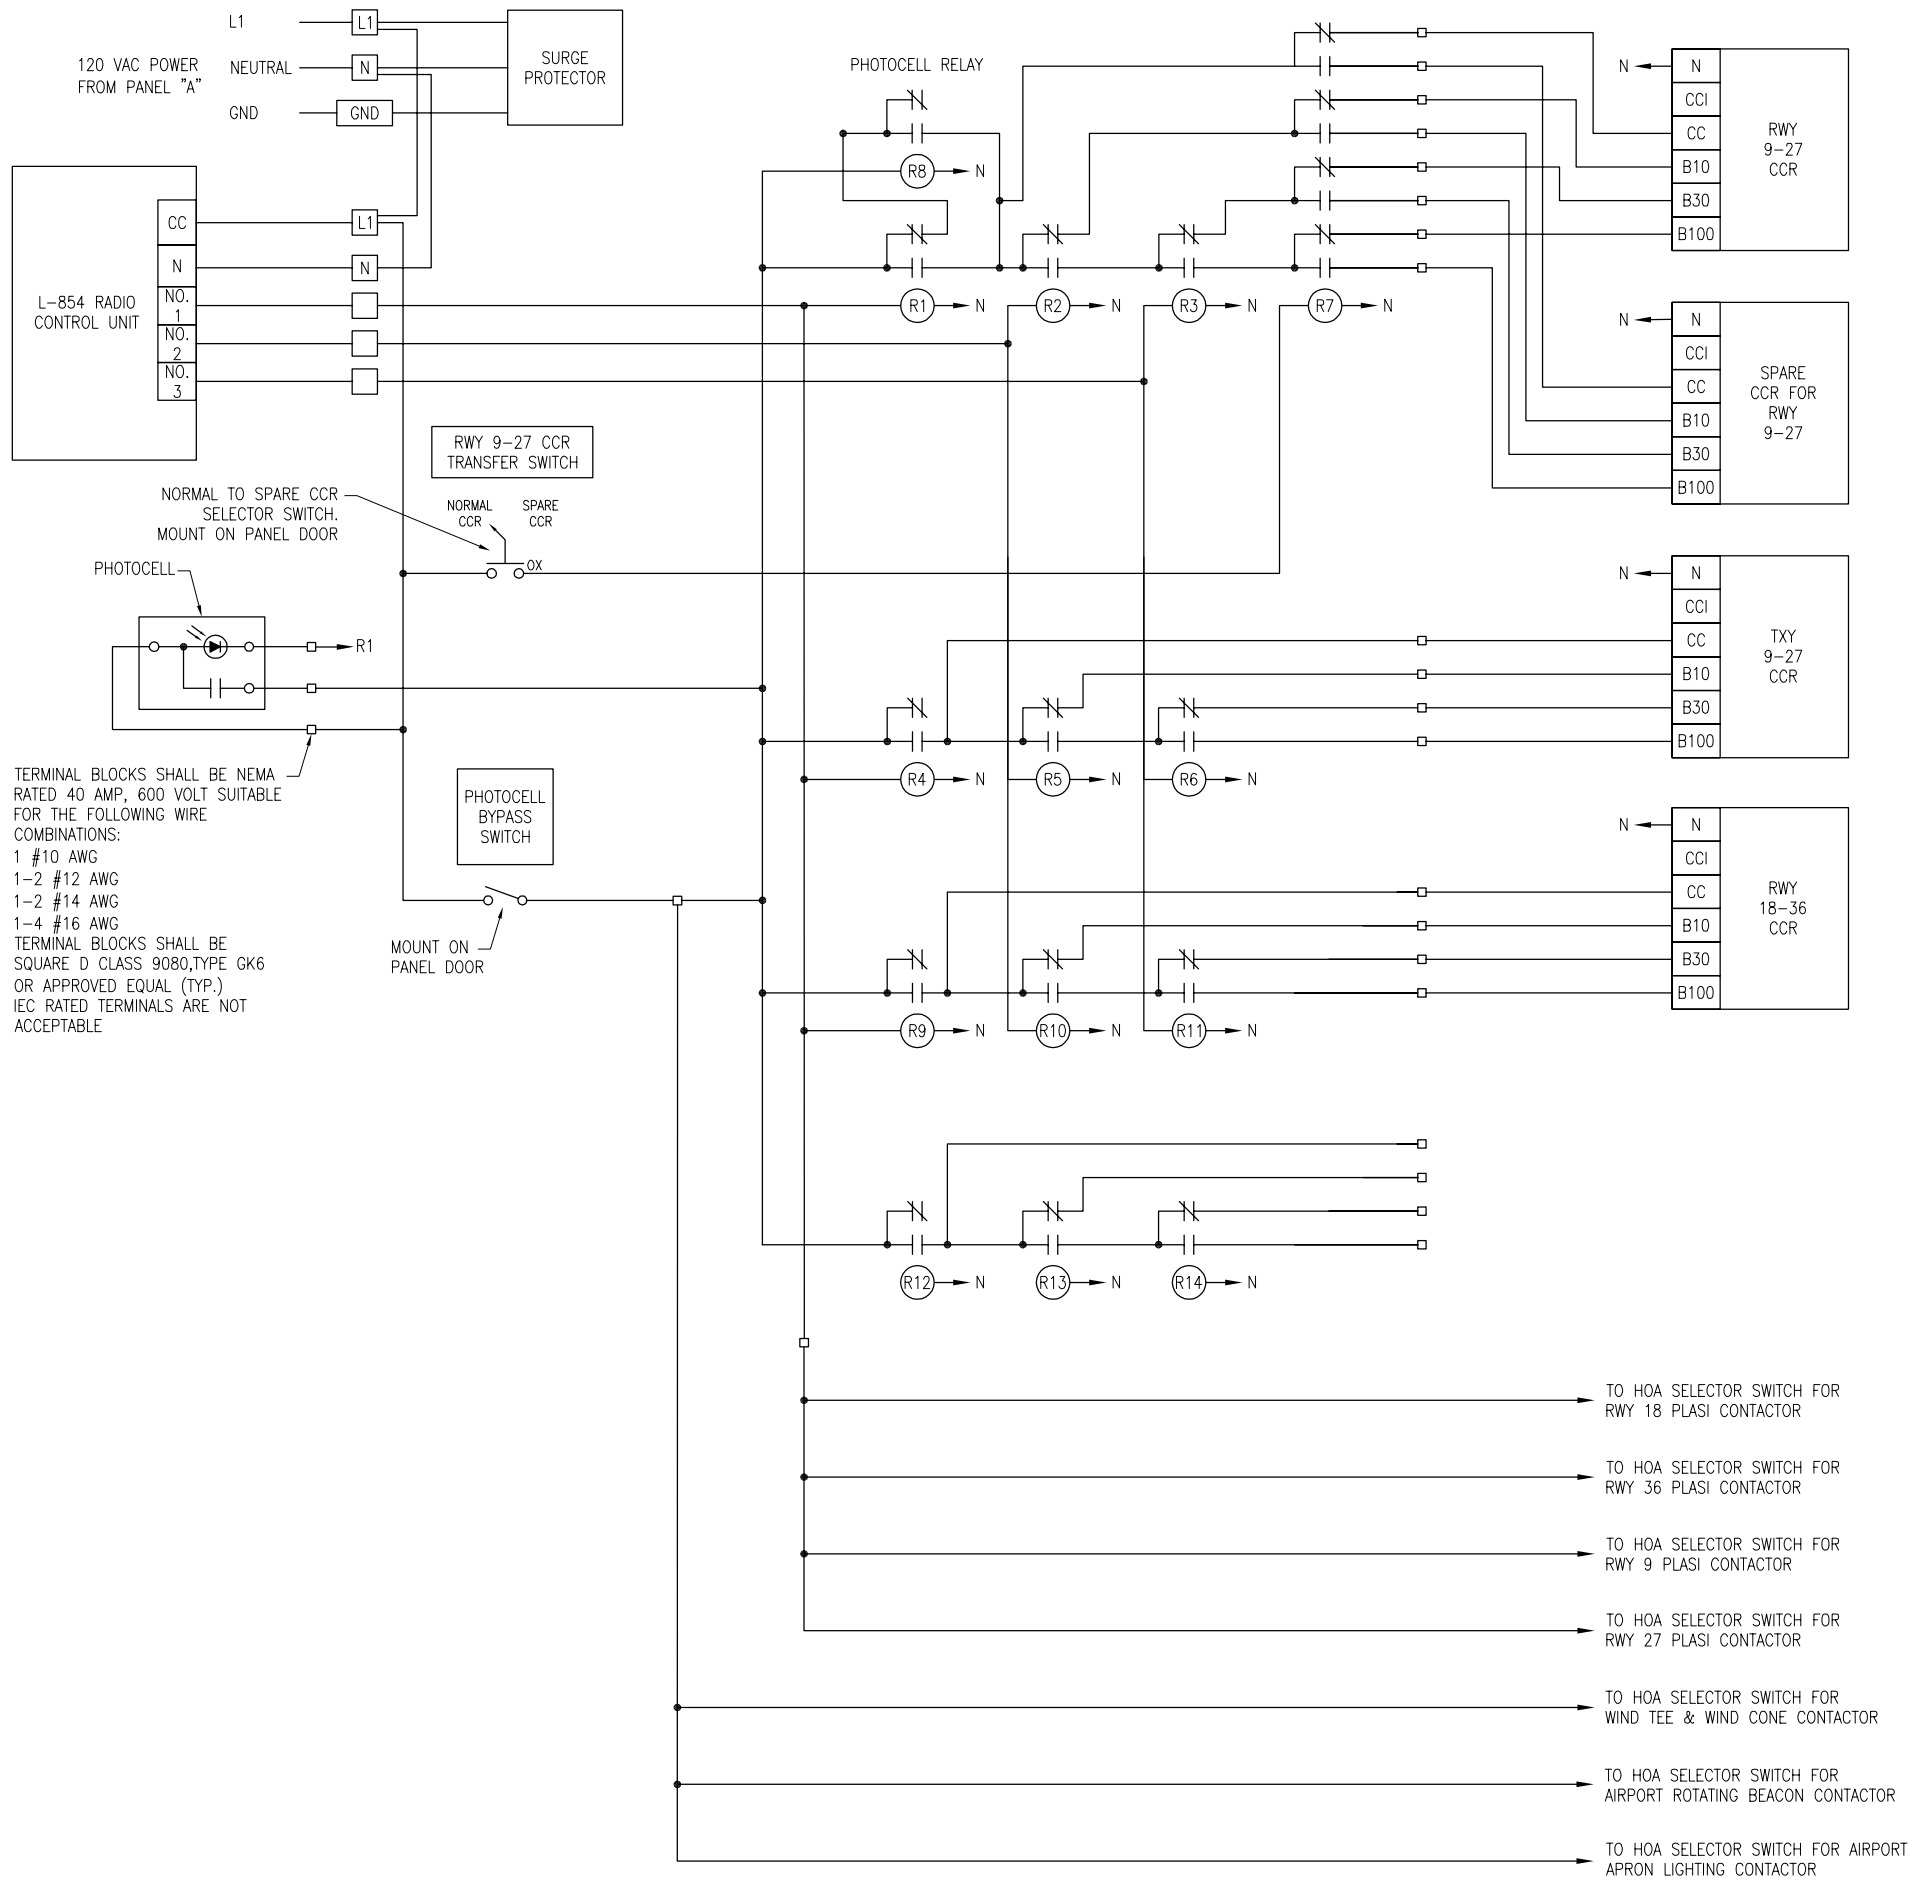 L1
L1
120 VAC POWER
FROM PANEL "A"
NEUTRAL
N
GND
GND
SURGE
PROTECTOR
L-854 RADIO
CONTROL UNIT
CC
N
NO.
1
NO.
2
NO.
3
L1
N
RWY 9-27 CCR
TRANSFER SWITCH
NORMAL TO SPARE CCR
SELECTOR SWITCH.
MOUNT ON PANEL DOOR
NORMAL
CCR
SPARE
CCR
OX
PHOTOCELL
R1
TERMINAL BLOCKS SHALL BE NEMA
RATED 40 AMP, 600 VOLT SUITABLE
FOR THE FOLLOWING WIRE
COMBINATIONS:
1 #10 AWG
1-2 #12 AWG
1-2 #14 AWG
1-4 #16 AWG
TERMINAL BLOCKS SHALL BE
SQUARE D CLASS 9080,TYPE GK6
OR APPROVED EQUAL (TYP.)
IEC RATED TERMINALS ARE NOT
ACCEPTABLE
PHOTOCELL
BYPASS
SWITCH
MOUNT ON
PANEL DOOR
PHOTOCELL RELAY
R8
N
R1
N
R2
N
R3
N
R7
N
R4
N
R5
N
R6
N
R9
N
R10
N
R11
N
R12
N
R13
N
R14
N
N
N
CCI
CC
B10
B30
B100
RWY
9-27
CCR
N
N
CCI
CC
B10
B30
B100
SPARE
CCR FOR
RWY
9-27
N
N
CCI
CC
B10
B30
B100
TXY
9-27
CCR
N
N
CCI
CC
B10
B30
B100
RWY
18-36
CCR
TO HOA SELECTOR SWITCH FOR
RWY 18 PLASI CONTACTOR
TO HOA SELECTOR SWITCH FOR
RWY 36 PLASI CONTACTOR
TO HOA SELECTOR SWITCH FOR
RWY 9 PLASI CONTACTOR
TO HOA SELECTOR SWITCH FOR
RWY 27 PLASI CONTACTOR
TO HOA SELECTOR SWITCH FOR
WIND TEE & WIND CONE CONTACTOR
TO HOA SELECTOR SWITCH FOR
AIRPORT ROTATING BEACON CONTACTOR
TO HOA SELECTOR SWITCH FOR AIRPORT
APRON LIGHTING CONTACTOR